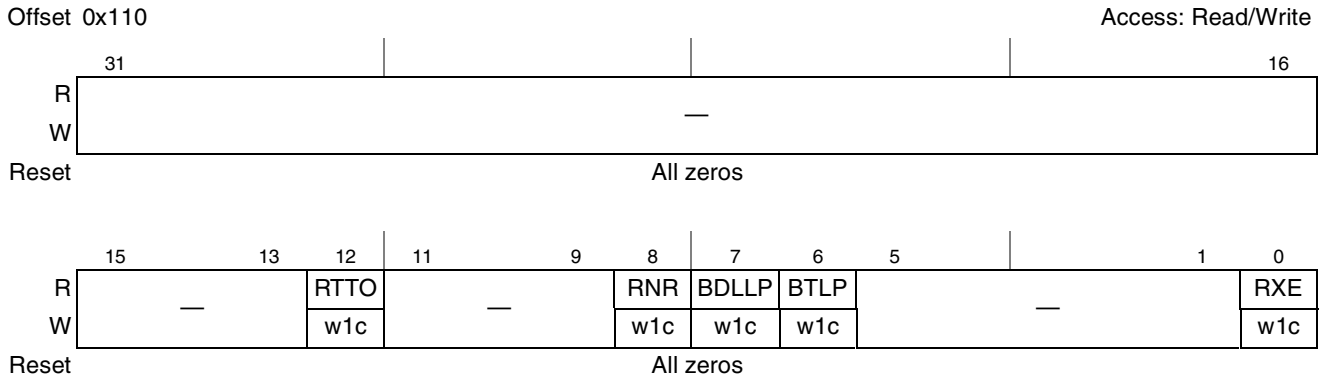 Offset 0x110 Access: Read/Write
31 16
R
—
W
Reset All zeros
15 13 12 11 9 8 7 6 5 1 0
R — RTTO — RNR BDLLP BTLP — RXE
W w1c w1c w1c w1c w1c
Reset All zeros